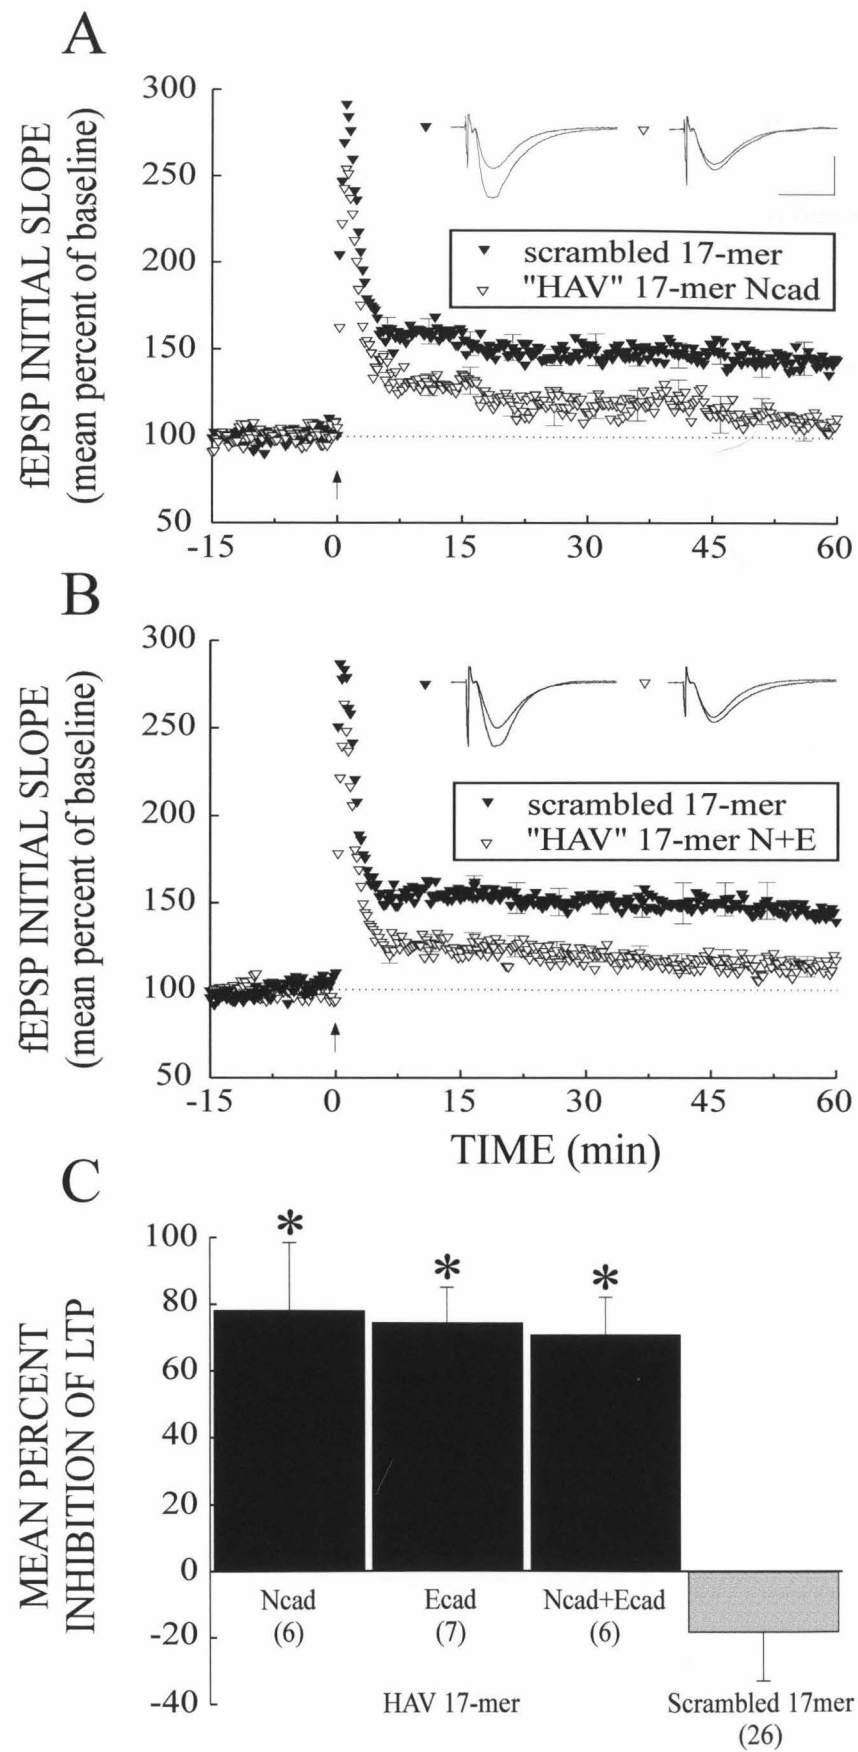 A
fEPSP INITIAL SLOPE
(mean percent of baseline)
300
250
200
150
100
50
scrambled 17-mer
"HAV" 17-mer Ncad
-15
0
15
30
45
60
B
fEPSP INITIAL SLOPE
(mean percent of baseline)
300
250
200
150
100
50
scrambled 17-mer
"HAV" 17-mer N+E
-15
0
15
30
45
60
TIME (min)
C
MEAN PERCENT
INHIBITION OF LTP
100
80
60
40
20
0
-20
-40
*
*
*
Ncad
(6)
Ecad
(7)
Ncad+Ecad
(6)
HAV 17-mer
Scrambled 17mer
(26)